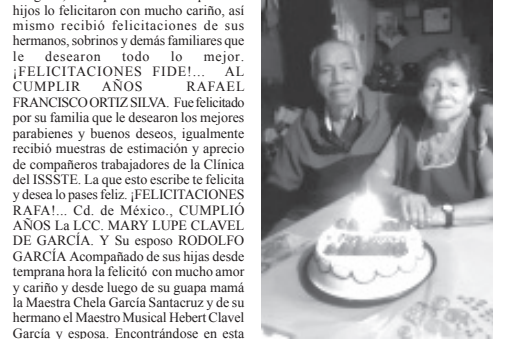 hijos lo felicitaron con mucho cariño, así
mismo recibió felicitaciones de sus
hermanos, sobrinos y demás familiares que
le desearon todo lo mejor.
¡FELICITACIONES FIDE!... AL
CUMPLIR AÑOS RAFAEL
FRANCISCO ORTIZ SILVA. Fue felicitado
por su familia que le desearon los mejores
parabienes y buenos deseos, igualmente
recibió muestras de estimación y aprecio
de compañeros trabajadores de la Clínica
del ISSSTE. La que esto escribe te felicita
y desea lo pases feliz. ¡FELICITACIONES
RAFA!... Cd. de México., CUMPLIÓ
AÑOS La LCC. MARY LUPE CLAVEL
DE GARCÍA. Y Su esposo RODOLFO
GARCÍA Acompañado de sus hijas desde
temprana hora la felicitó con mucho amor
y cariño y desde luego de su guapa mamá
la Maestra Chela García Santacruz y de su
hermano el Maestro Musical Hebert Clavel
García y esposa. Encontrándose en esta